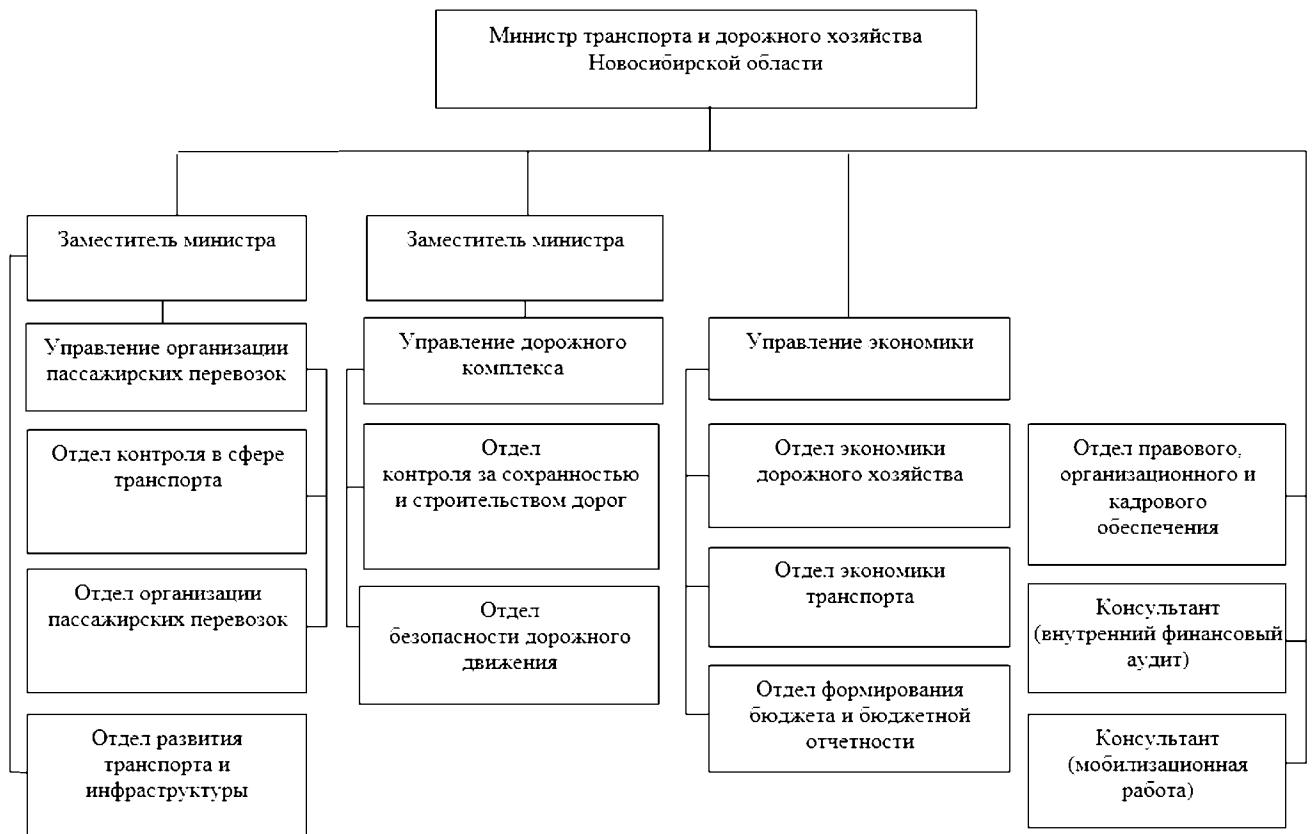 Министр транспорта и дорожного хозяйства
Новосибирской области
Заместитель министра
Заместитель министра
Управление организации
пассажирских перевозок
Управление дорожного
комплекса
Управление экономики
Отдел контроля в сфере
транспорта
Отдел
контроля за сохранностью
и строительством дорог
Отдел экономики
дорожного хозяйства
Отдел правового,
организационного и
кадрового
обеспечения
Отдел организации
пассажирских перевозок
Отдел
безопасности дорожного
движения
Отдел экономики
транспорта
Консультант
(внутренний финансовый
аудит)
Отдел развития
транспорта и
инфраструктуры
Отдел формирования
бюджета и бюджетной
отчетности
Консультант
(мобилизационная
работа)